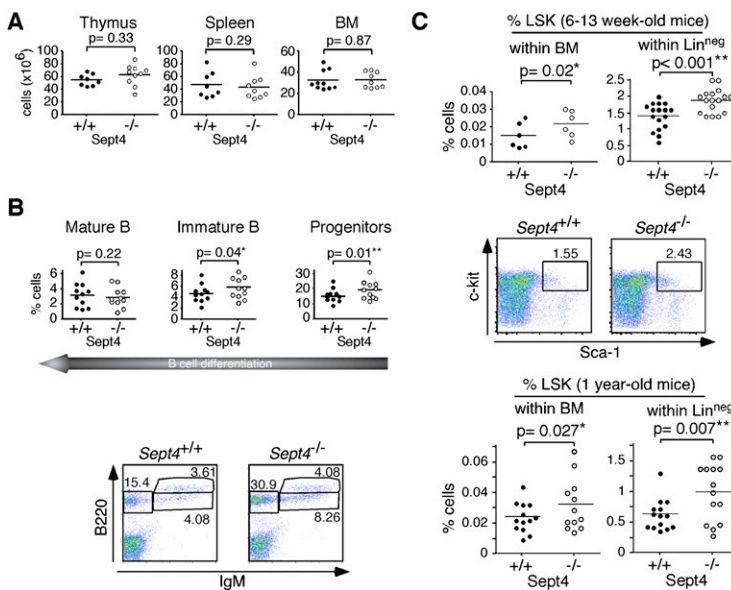 A
Thymus Spleen BM
p= 0.33 p= 0.29 p= 0.87
cells (x10⁶)
100
80
60
40
20
0
150
100
50
0
60
40
20
0
+/+ -/- +/+ -/- +/+ -/-
Sept4 Sept4 Sept4
B
Mature B Immature B Progenitors
p= 0.22 p= 0.04* p= 0.01**
% cells
8
6
4
2
0
12
8
4
0
30
20
10
0
+/+ -/- +/+ -/- +/+ -/-
Sept4 Sept4 Sept4
B cell differentiation
Sept4+/+ Sept4-/-
15.4 3.61 30.9 4.08
4.08 8.26
B220
IgM
C
% LSK (6-13 week-old mice)
within BM within Linneg
p= 0.02* p< 0.001**
% cells
0.04
0.03
0.02
0.01
0
2.5
2
1.5
1
0.5
0
+/+ -/- +/+ -/-
Sept4 Sept4
Sept4+/+ Sept4-/-
1.55 2.43
c-kit
Sca-1
% LSK (1 year-old mice)
within BM within Linneg
p= 0.027* p= 0.007**
% cells
0.06
0.04
0.02
0
2
1.5
1
0.5
0
+/+ -/- +/+ -/-
Sept4 Sept4